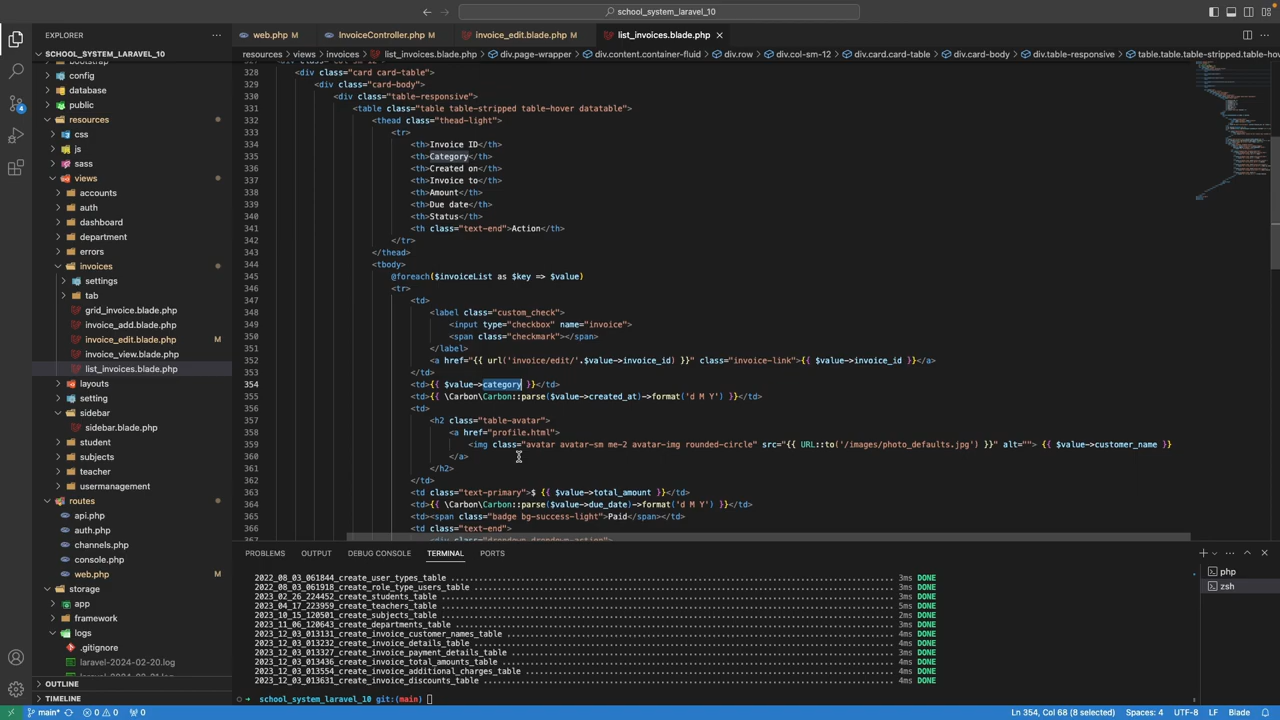 school_system_laravel_10
EXPLORER
web.php M
InvoiceController.php M
invoice_edit.blade.php M
list_invoices.blade.php
SCHOOL_SYSTEM_LARAVEL_10
resources > views > invoices > list_invoices.blade.php > div.page-wrapper > div.content.container-fluid > div.row > div.col-sm-12 > div.card.card-table > div.card-body > div.table-responsive > table.table.table-stripped.table-hover
bootstrap
config
database
public
resources
css
js
sass
views
accounts
auth
dashboard
department
errors
invoices
settings
tab
grid_invoice.blade.php
invoice_add.blade.php
invoice_edit.blade.php M
invoice_view.blade.php
list_invoices.blade.php
layouts
setting
sidebar
sidebar.blade.php
student
subjects
teacher
usermanagement
routes
api.php
auth.php
channels.php
console.php
web.php M
storage
app
framework
logs
.gitignore
laravel-2024-02-20.log
OUTLINE
TIMELINE
328 <div class="card card-table">
329 <div class="card-body">
330 <div class="table-responsive">
331 <table class="table table-stripped table-hover datatable">
332 <thead class="thead-light">
333 <tr>
334 <th>Invoice ID</th>
335 <th>Category</th>
336 <th>Created on</th>
337 <th>Invoice to</th>
338 <th>Amount</th>
339 <th>Due date</th>
340 <th>Status</th>
341 <th class="text-end">Action</th>
342 </tr>
343 </thead>
344 <tbody>
345 @foreach($invoiceList as $key => $value)
346 <tr>
347 <td>
348 <label class="custom_check">
349 <input type="checkbox" name="invoice">
350 <span class="checkmark"></span>
351 </label>
352 <a href="{{ url('invoice/edit/'.$value->invoice_id) }}" class="invoice-link">{{ $value->invoice_id }}</a>
353 </td>
354 <td>{{ $value->category }}</td>
355 <td>{{ \Carbon\Carbon::parse($value->created_at)->format('d M Y') }}</td>
356 <td>
357 <h2 class="table-avatar">
358 <a href="profile.html">
359 <img class="avatar avatar-sm me-2 avatar-img rounded-circle" src="{{ URL::to('/images/photo_defaults.jpg') }}" alt=""> {{ $value->customer_name }}
360 </a>
361 </h2>
362 </td>
363 <td class="text-primary">$ {{ $value->total_amount }}</td>
364 <td>{{ \Carbon\Carbon::parse($value->due_date)->format('d M Y') }}</td>
365 <td><span class="badge bg-success-light">Paid</span></td>
366 <td class="text-end">
367
PROBLEMS OUTPUT DEBUG CONSOLE TERMINAL PORTS
2022_08_03_061844_create_user_types_table 3ms DONE
2022_08_03_061918_create_role_type_users_table 3ms DONE
2023_02_26_224452_create_students_table 3ms DONE
2023_04_17_223959_create_teachers_table 5ms DONE
2023_10_15_120501_create_subjects_table 2ms DONE
2023_11_06_120643_create_departments_table 3ms DONE
2023_12_03_013131_create_invoice_customer_names_table 4ms DONE
2023_12_03_013232_create_invoice_details_table 4ms DONE
2023_12_03_013327_create_invoice_payment_details_table 3ms DONE
2023_12_03_013436_create_invoice_total_amounts_table 4ms DONE
2023_12_03_013554_create_invoice_additional_charges_table 4ms DONE
2023_12_03_013631_create_invoice_discounts_table 4ms DONE
school_system_laravel_10 git:(main)
php
zsh
4
main* 0 0 0
Ln 354, Col 68 (8 selected) Spaces: 4 UTF-8 LF Blade